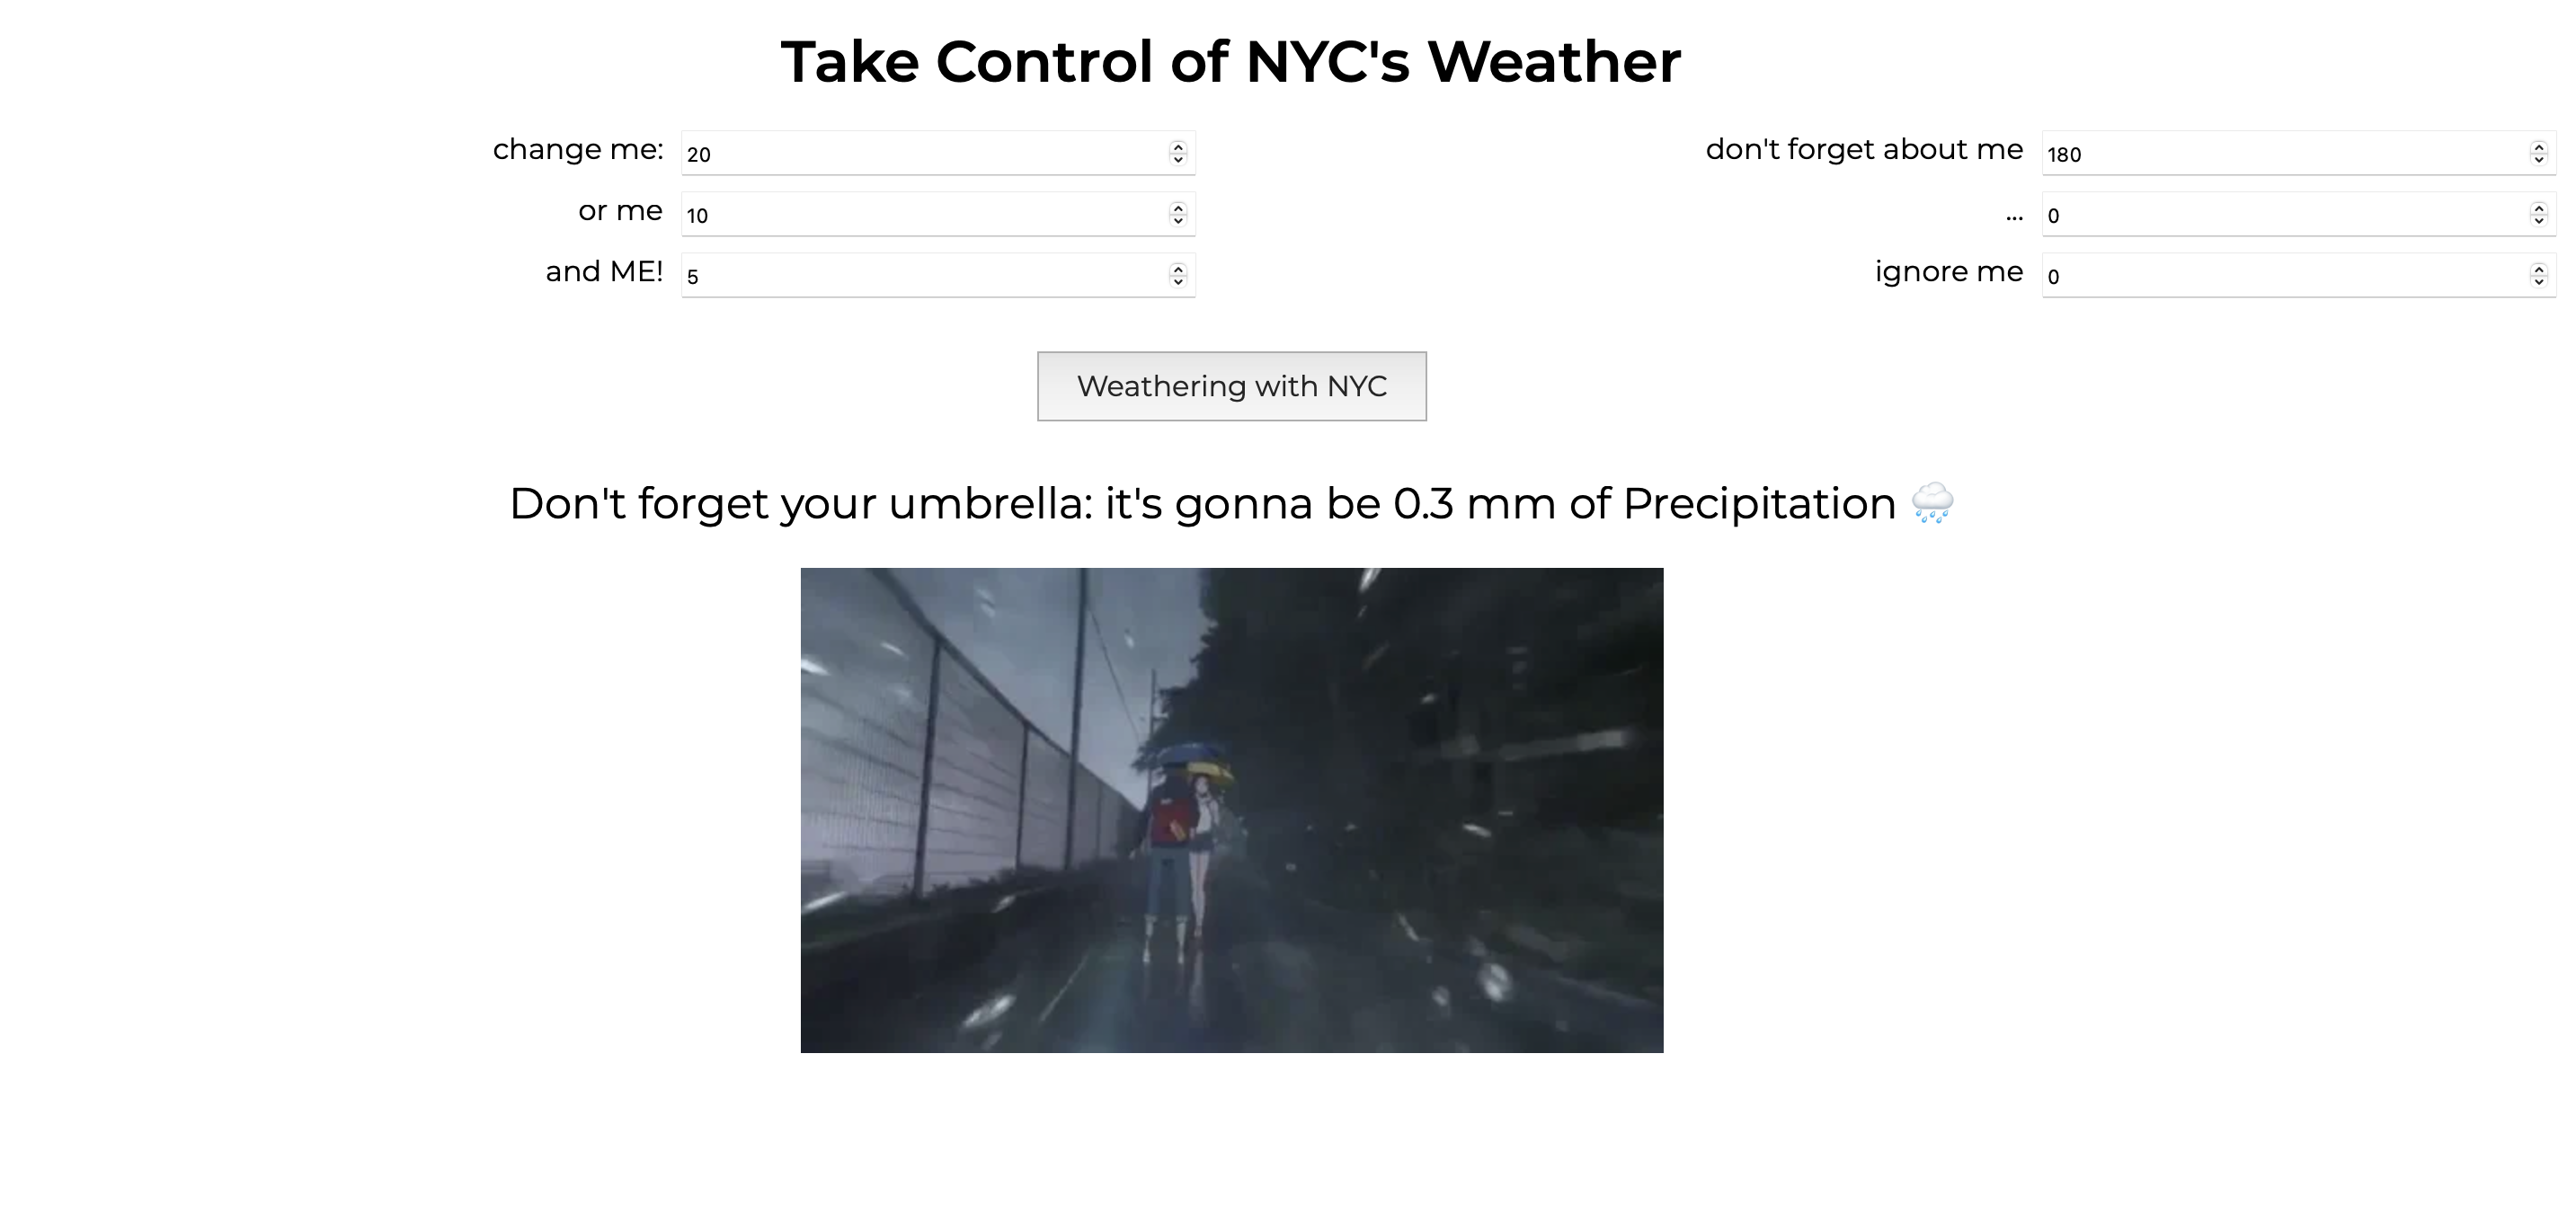 Take Control of NYC's Weather
change me: 20
or me 10
and ME! 5
don't forget about me 180
... 0
ignore me 0
Weathering with NYC
Don't forget your umbrella: it's gonna be 0.3 mm of Precipitation 🌧️